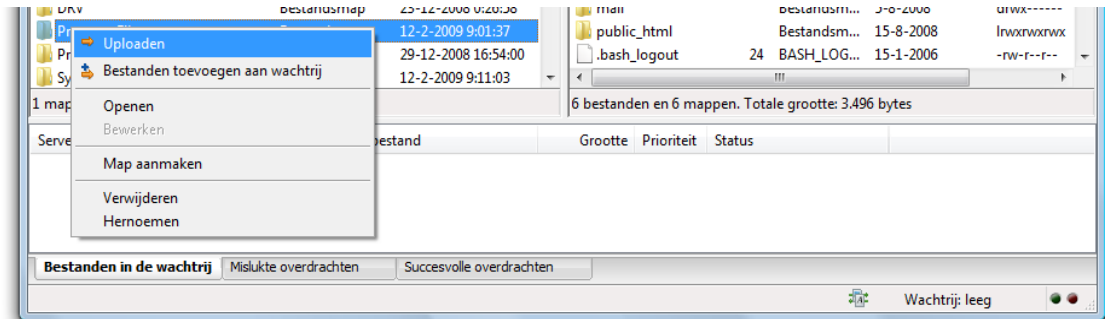 DRV Bestandsmap 23-12-2008 0:26:58 mail Bestandsm... 5-8-2008 drwx------
12-2-2009 9:01:37 public_html Bestandsm... 15-8-2008 lrwxrwxrwx
Uploaden
Pr 29-12-2008 16:54:00 .bash_logout 24 BASH_LOG... 15-1-2006 -rw-r--r--
Bestanden toevoegen aan wachtrij
Sy 12-2-2009 9:11:03
1 map 6 bestanden en 6 mappen. Totale grootte: 3.496 bytes
Openen
Bewerken
Serve bestand Grootte Prioriteit Status
Map aanmaken
Verwijderen
Hernoemen
Bestanden in de wachtrij Mislukte overdrachten Succesvolle overdrachten
Wachtrij: leeg